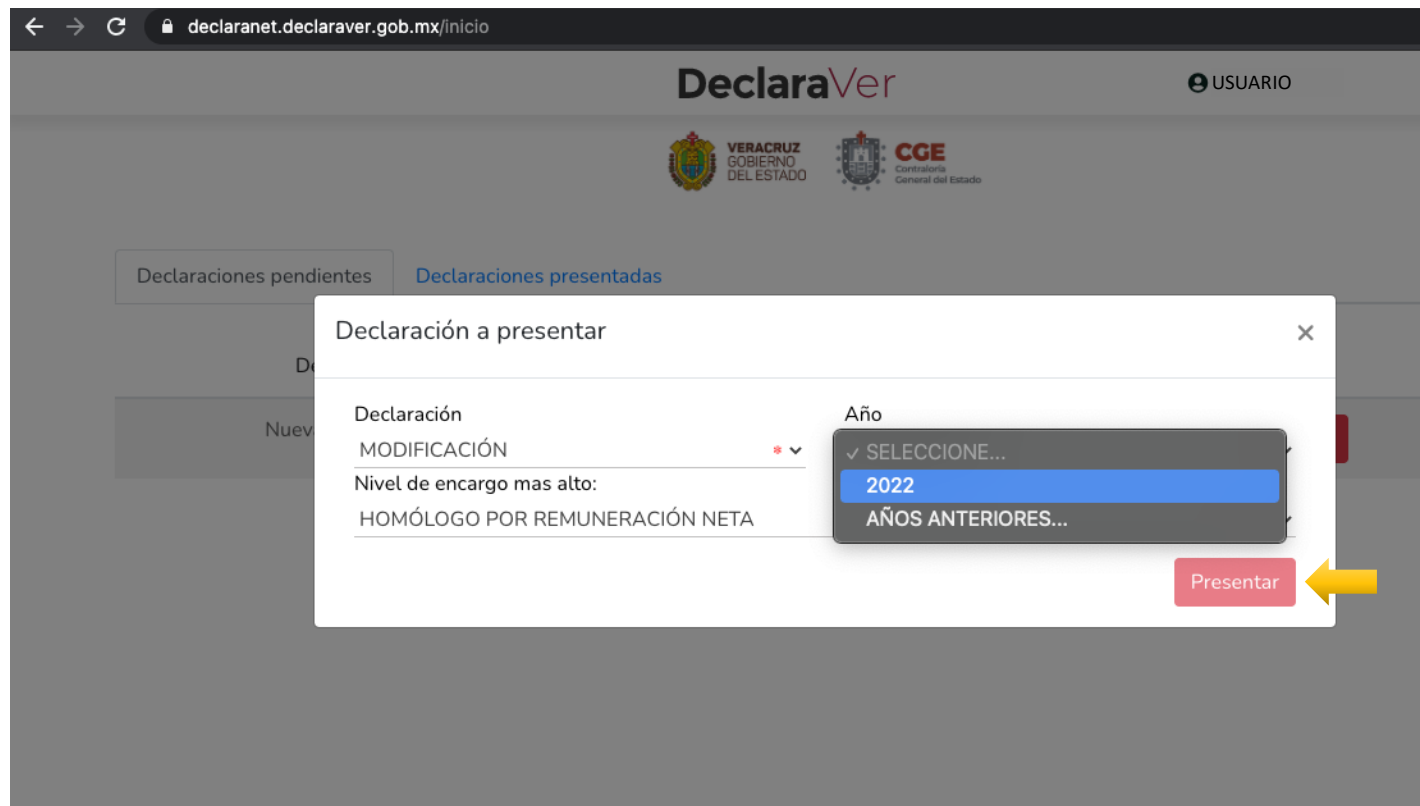 declaranet.declaraver.gob.mx/inicio
DeclaraVer
USUARIO
VERACRUZ
GOBIERNO
DEL ESTADO
CGE
Contraloría
General del Estado
Declaraciones pendientes
Declaraciones presentadas
Declaración a presentar
×
De
Declaración
Año
Nuev
MODIFICACIÓN *
✓ SELECCIONE...
Nivel de encargo mas alto:
2022
HOMÓLOGO POR REMUNERACIÓN NETA
AÑOS ANTERIORES...
Presentar